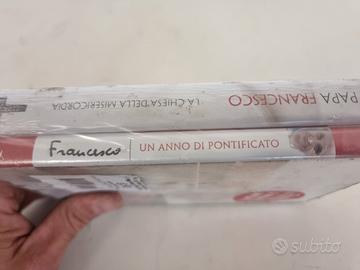 PAPA FRANCESCO
LA CHIESA DELLA MISERICORDIA
Francesco
UN ANNO DI PONTIFICATO
subito